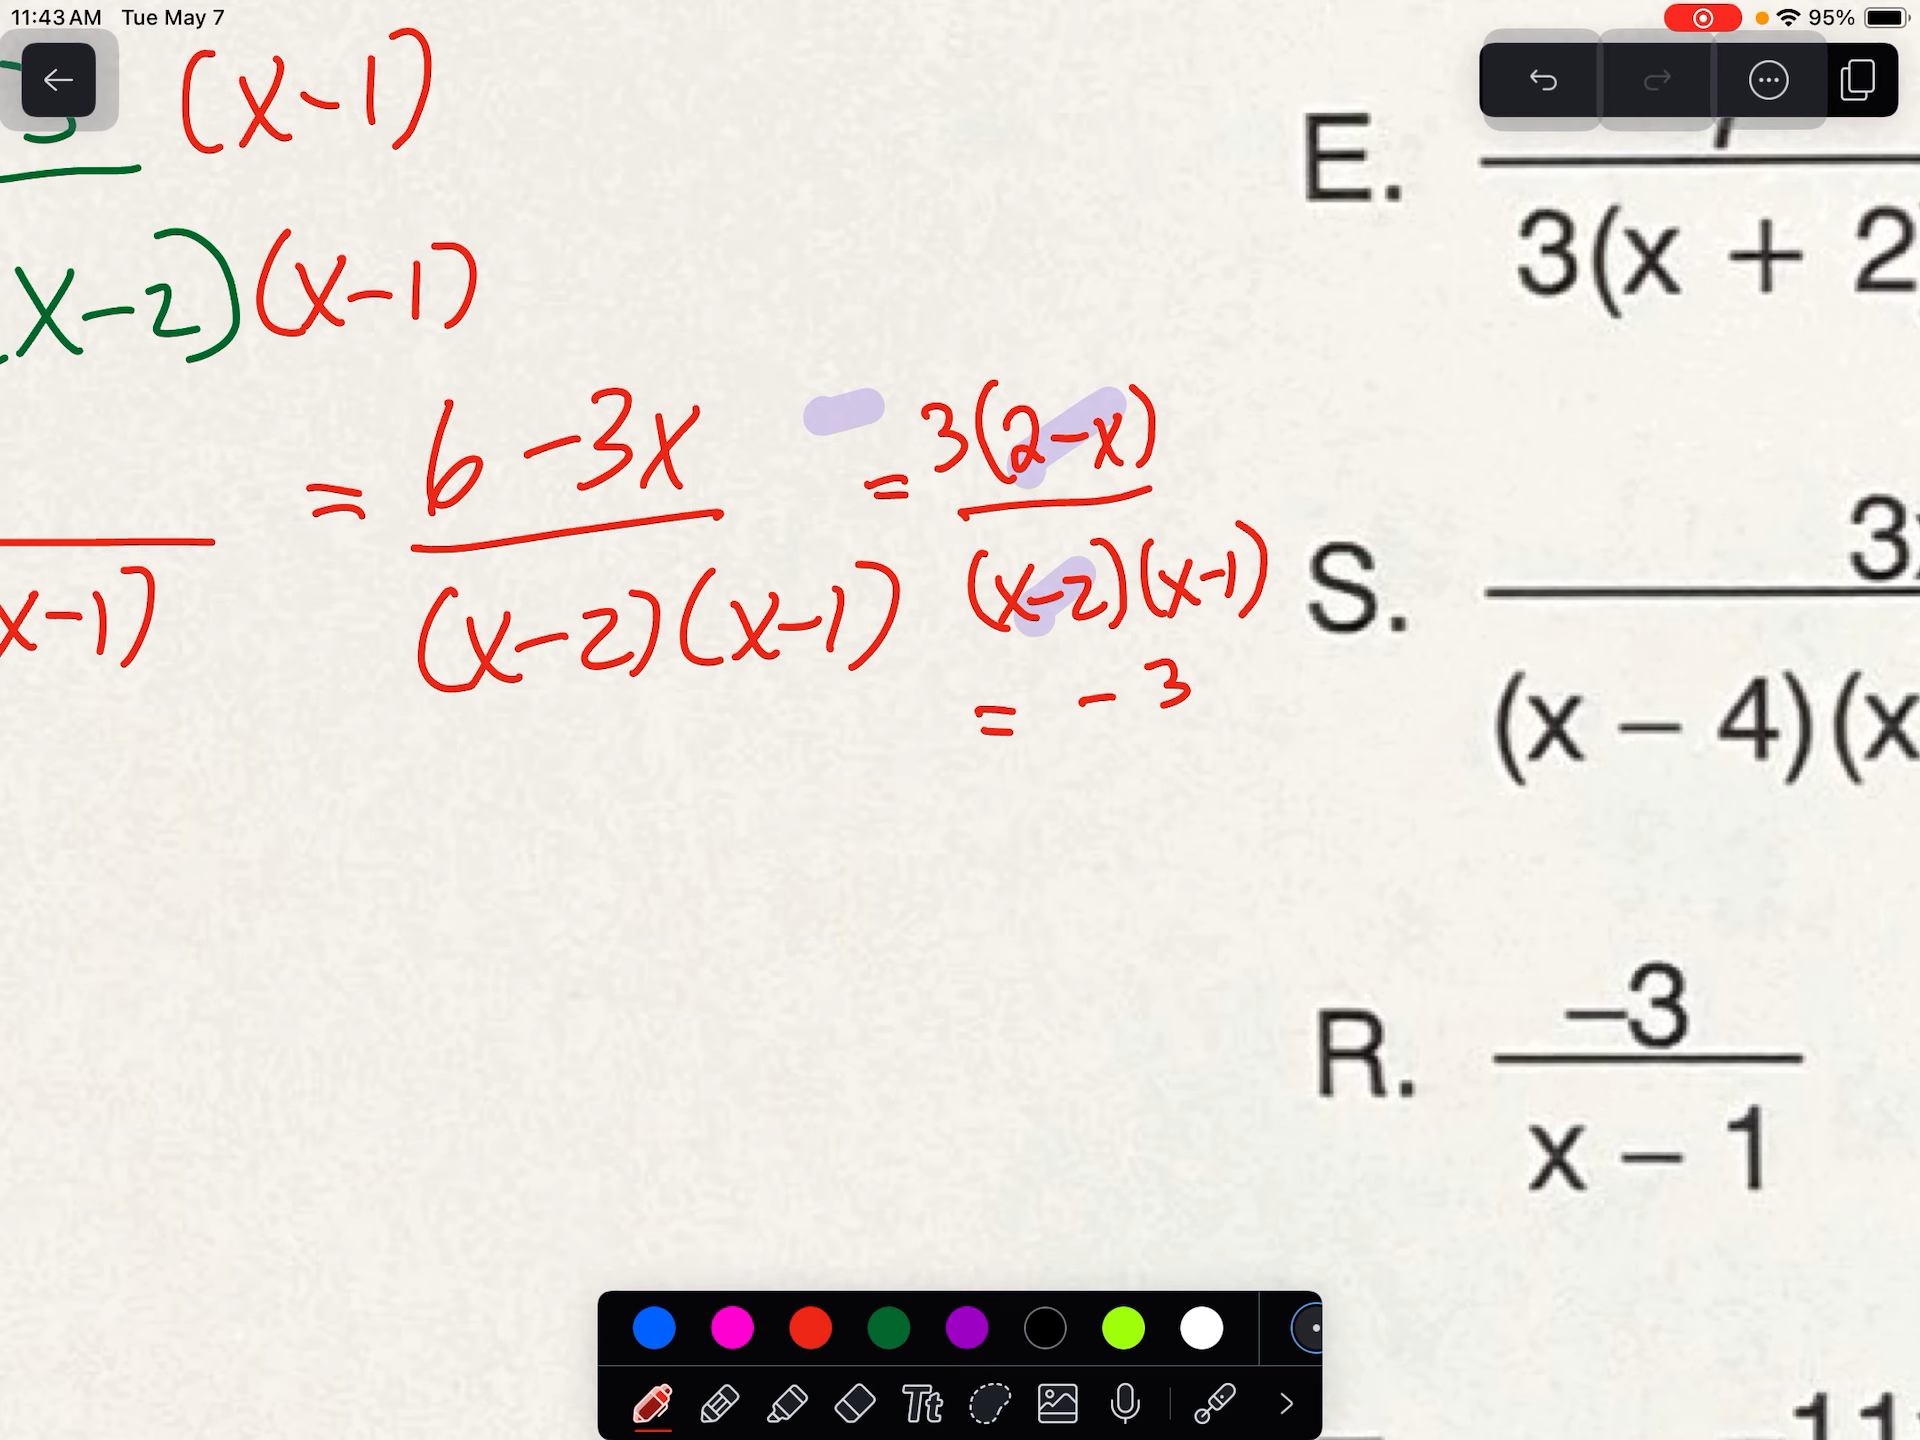 11:43 AM Tue May 7
95%
(x-1)
x-2)(x-1)
x-1)
= 6-3x
(x-2)(x-1)
= 3(2-x)
(x-2)(x-1)
= -3
E.
3(x + 2
S. 3
(x – 4)(x
R. –3
x – 1
11
Tt